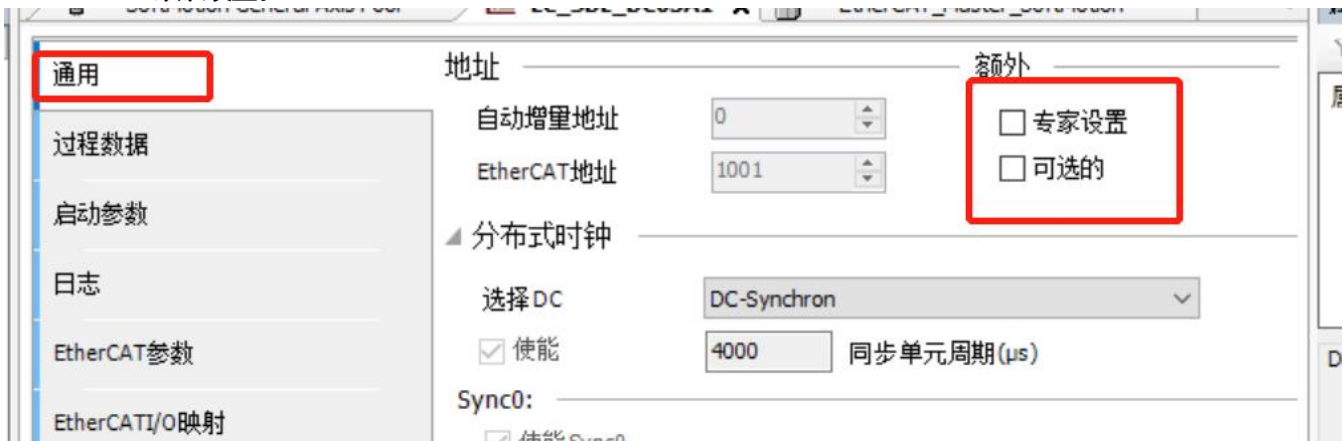 通用
过程数据
启动参数
日志
EtherCAT参数
EtherCATI/O映射
地址
自动增量地址
0
EtherCAT地址
1001
额外
专家设置
可选的
分布式时钟
选择DC
DC-Synchron
使能
4000
同步单元周期(μs)
Sync0: